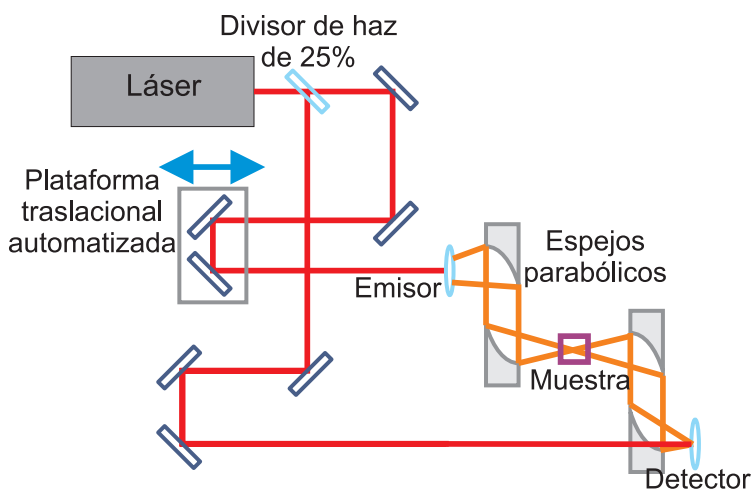 Divisor de haz
de 25%
Láser
Plataforma
traslacional
automatizada
Emisor
Espejos
parabólicos
Muestra
Detector